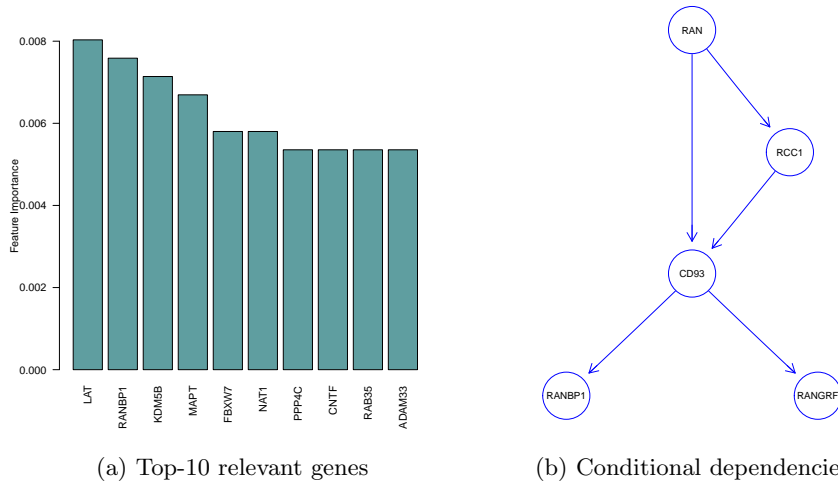 0.008
0.006
0.004
0.002
0.000
Feature Importance
LAT
RANBP1
KDM5B
MAPT
FBXW7
NAT1
PPP4C
CNTF
RAB35
ADAM33
(a) Top-10 relevant genes
RAN
RCC1
CD93
RANBP1
RANGRF
(b) Conditional dependencie